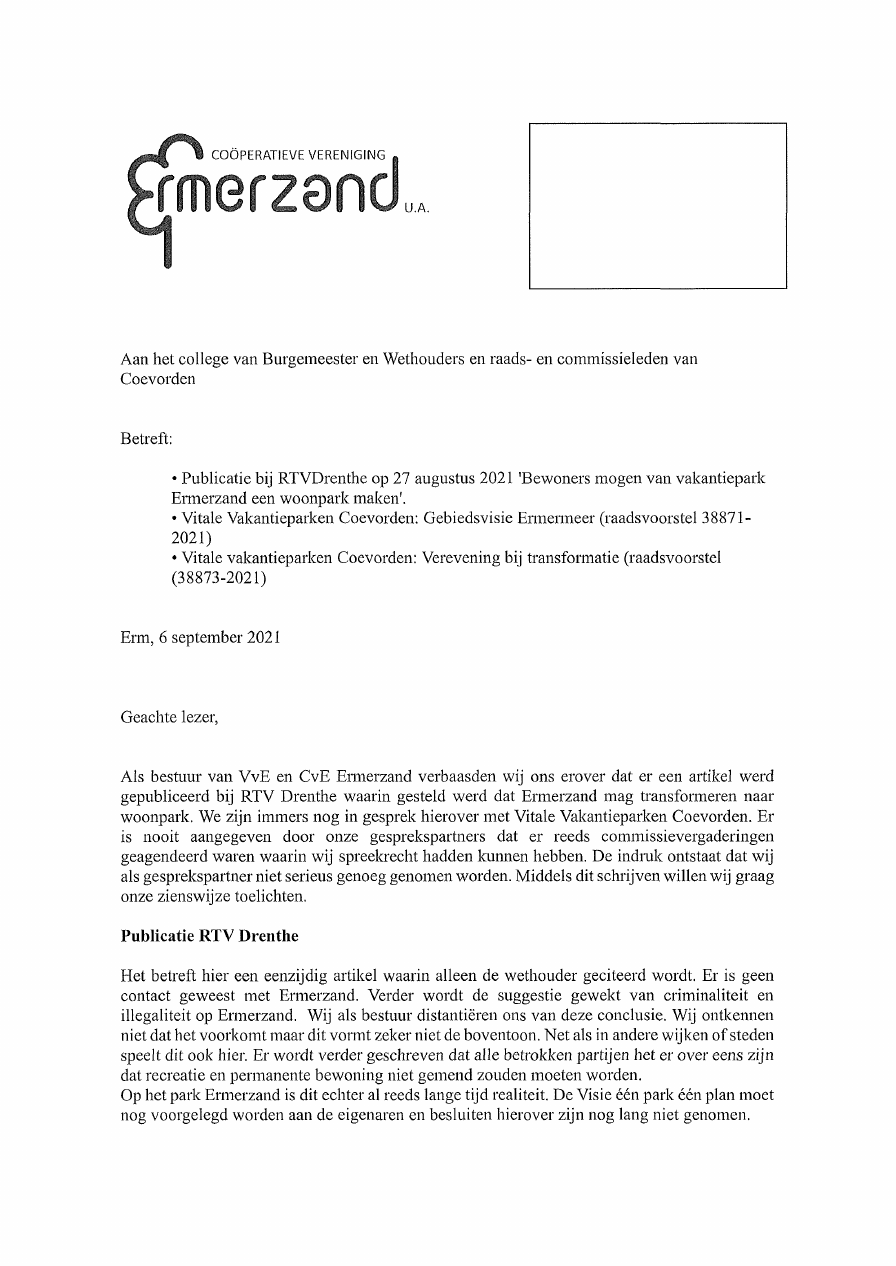 COÖPERATIEVE VERENIGING
Ermerzand U.A.
Aan het college van Burgemeester en Wethouders en raads- en commissieleden van
Coevorden
Betreft:
• Publicatie bij RTVDrenthe op 27 augustus 2021 'Bewoners mogen van vakantiepark
Ermerzand een woonpark maken'.
• Vitale Vakantieparken Coevorden: Gebiedsvisie Ermermeer (raadsvoorstel 38871-
2021)
• Vitale vakantieparken Coevorden: Verevening bij transformatie (raadsvoorstel
(38873-2021)
Erm, 6 september 2021
Geachte lezer,
Als bestuur van VvE en CvE Ermerzand verbaasden wij ons erover dat er een artikel werd
gepubliceerd bij RTV Drenthe waarin gesteld werd dat Ermerzand mag transformeren naar
woonpark. We zijn immers nog in gesprek hierover met Vitale Vakantieparken Coevorden. Er
is nooit aangegeven door onze gesprekspartners dat er reeds commissievergaderingen
geagendeerd waren waarin wij spreekrecht hadden kunnen hebben. De indruk ontstaat dat wij
als gesprekspartner niet serieus genoeg genomen worden. Middels dit schrijven willen wij graag
onze zienswijze toelichten.
Publicatie RTV Drenthe
Het betreft hier een eenzijdig artikel waarin alleen de wethouder geciteerd wordt. Er is geen
contact geweest met Ermerzand. Verder wordt de suggestie gewekt van criminaliteit en
illegaliteit op Ermerzand. Wij als bestuur distantiëren ons van deze conclusie. Wij ontkennen
niet dat het voorkomt maar dit vormt zeker niet de boventoon. Net als in andere wijken of steden
speelt dit ook hier. Er wordt verder geschreven dat alle betrokken partijen het er over eens zijn
dat recreatie en permanente bewoning niet gemend zouden moeten worden.
Op het park Ermerzand is dit echter al reeds lange tijd realiteit. De Visie één park één plan moet
nog voorgelegd worden aan de eigenaren en besluiten hierover zijn nog lang niet genomen.